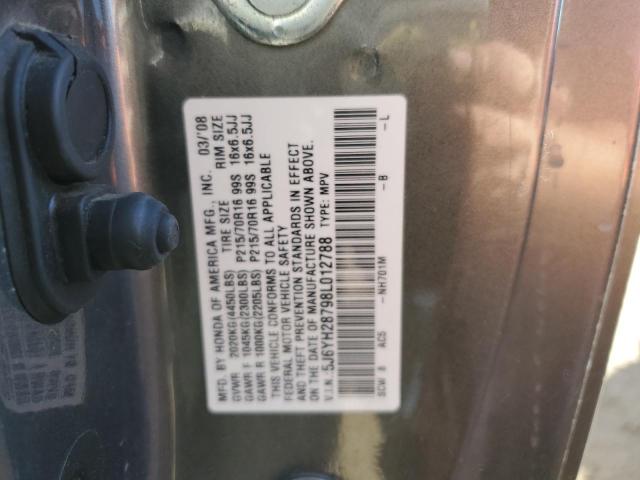 MFD. BY HONDA OF AMERICA MFG., INC. 03/'08
TIRE SIZE RIM SIZE
GVWR 2020KG(4450LBS)
GAWR F 1045KG(2300LBS) P215/70R16 99S 16x6.5JJ
GAWR R 1000KG(2205LBS) P215/70R16 99S 16x6.5JJ
THIS VEHICLE CONFORMS TO ALL APPLICABLE
FEDERAL MOTOR VEHICLE SAFETY
AND THEFT PREVENTION STANDARDS IN EFFECT
ON THE DATE OF MANUFACTURE SHOWN ABOVE.
V.I.N.: 5J6YH28798L012788 TYPE: MPV
SCW 8 AC5 -NH701M -B -L